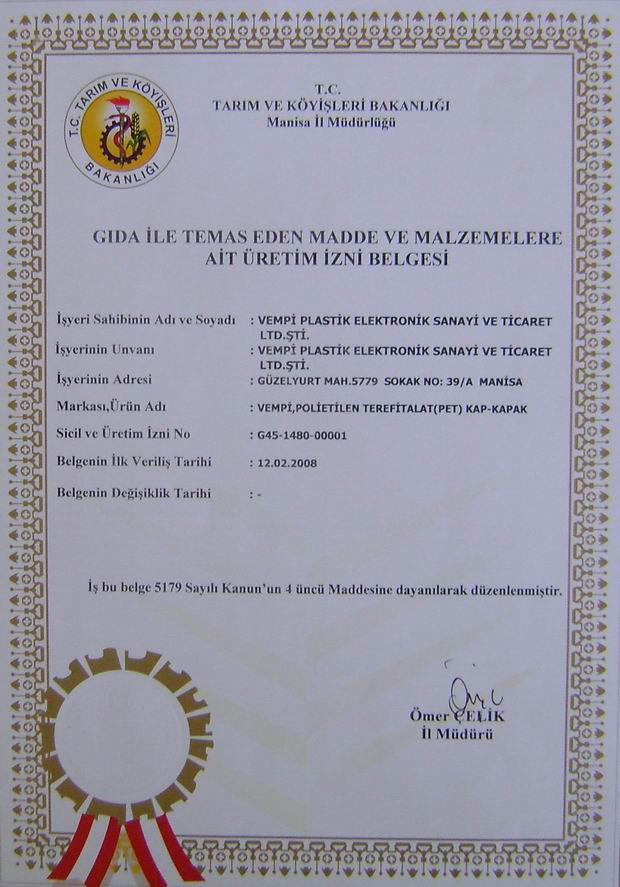 T.C. TARIM VE KÖYİŞLERİ
BAKANLIĞI
T.C.
TARIM VE KÖYİŞLERİ BAKANLIĞI
Manisa İl Müdürlüğü
GIDA İLE TEMAS EDEN MADDE VE MALZEMELERE
AİT ÜRETİM İZNİ BELGESİ
İşyeri Sahibinin Adı ve Soyadı : VEMPİ PLASTİK ELEKTRONİK SANAYİ VE TİCARET
LTD.ŞTİ.
İşyerinin Unvanı : VEMPİ PLASTİK ELEKTRONİK SANAYİ VE TİCARET
LTD.ŞTİ.
İşyerinin Adresi : GÜZELYURT MAH.5779 SOKAK NO: 39/A MANİSA
Markası,Ürün Adı : VEMPİ,POLİETİLEN TEREFİTALAT(PET) KAP-KAPAK
Sicil ve Üretim İzni No : G45-1480-00001
Belgenin İlk Veriliş Tarihi : 12.02.2008
Belgenin Değişiklik Tarihi : -
İş bu belge 5179 Sayılı Kanun'un 4 üncü Maddesine dayanılarak düzenlenmiştir.
Ömer ÇELİK
İl Müdürü